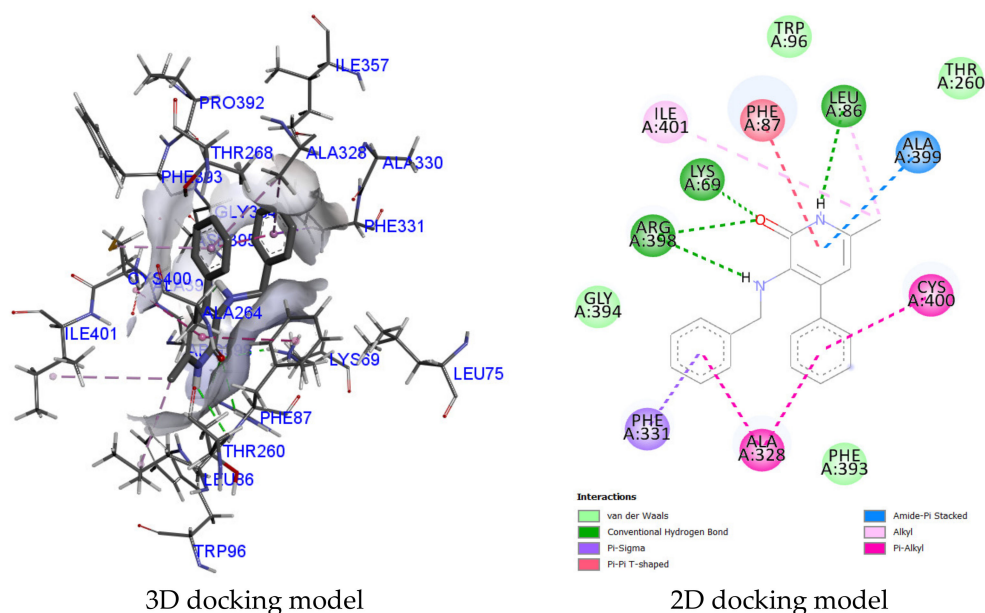 ILE357
PRO392
THR268
ALA328
ALA330
PHE393
PHE331
CYS400
ALA264
ILE401
LYS69
LEU75
PHE87
THR260
LEU86
TRP96
3D docking model
TRP
A:96
THR
A:260
LEU
A:86
PHE
A:87
ILE
A:401
ALA
A:399
LYS
A:69
H
N
O
ARG
A:398
H
N
CYS
A:400
GLY
A:394
PHE
A:331
ALA
A:328
PHE
A:393
Interactions
van der Waals
Conventional Hydrogen Bond
Pi-Sigma
Pi-Pi T-shaped
Amide-Pi Stacked
Alkyl
Pi-Alkyl
2D docking model